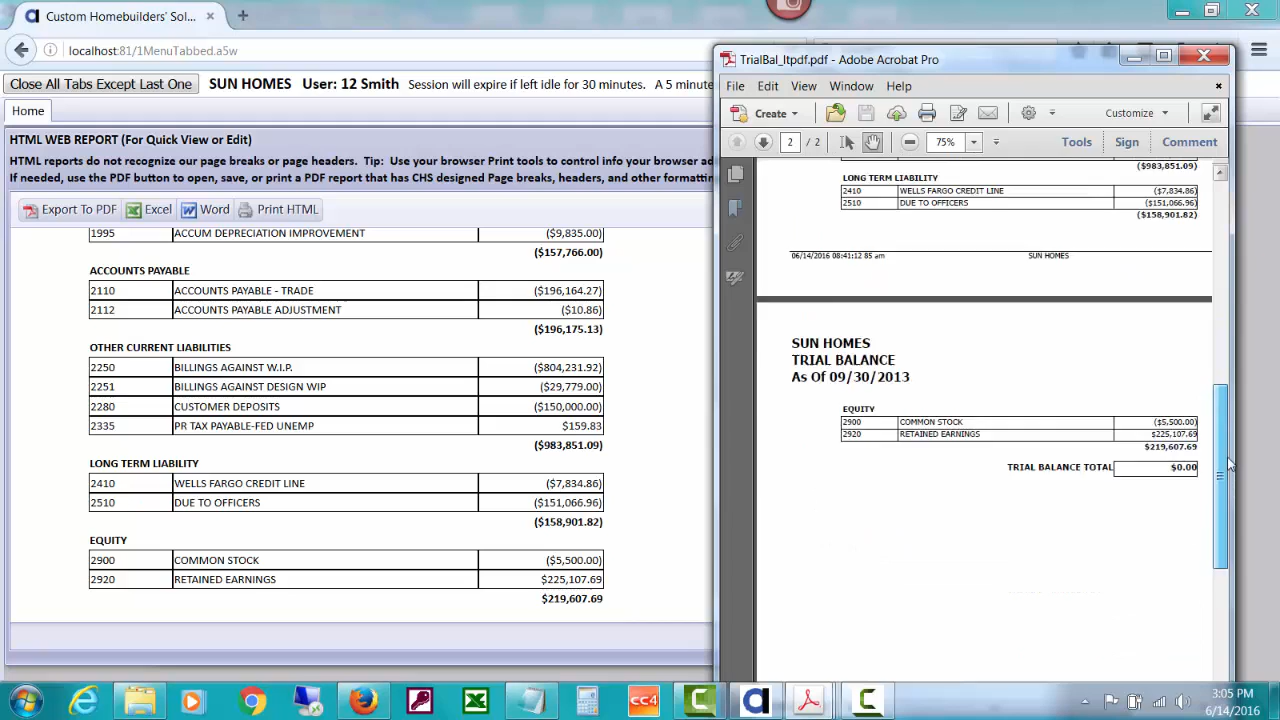 Custom Homebuilders' Sol...
localhost:81/1MenuTabbed.a5w
Close All Tabs Except Last One
SUN HOMES User: 12 Smith Session will expire if left idle for 30 minutes. A 5 minute
Home
HTML WEB REPORT (For Quick View or Edit)
HTML reports do not recognize our page breaks or page headers. Tip: Use your browser Print tools to control info your browser ad
If needed, use the PDF button to open, save, or print a PDF report that has CHS designed Page breaks, headers, and other formattin
Export To PDF Excel Word Print HTML
1995 ACCUM DEPRECIATION IMPROVEMENT ($9,835.00)
($157,766.00)
ACCOUNTS PAYABLE
2110 ACCOUNTS PAYABLE - TRADE ($196,164.27)
2112 ACCOUNTS PAYABLE ADJUSTMENT ($10.86)
($196,175.13)
OTHER CURRENT LIABILITIES
2250 BILLINGS AGAINST W.I.P. ($804,231.92)
2251 BILLINGS AGAINST DESIGN WIP ($29,779.00)
2280 CUSTOMER DEPOSITS ($150,000.00)
2335 PR TAX PAYABLE-FED UNEMP $159.83
($983,851.09)
LONG TERM LIABILITY
2410 WELLS FARGO CREDIT LINE ($7,834.86)
2510 DUE TO OFFICERS ($151,066.96)
($158,901.82)
EQUITY
2900 COMMON STOCK ($5,500.00)
2920 RETAINED EARNINGS $225,107.69
$219,607.69
TrialBal_ltpdf.pdf - Adobe Acrobat Pro
File Edit View Window Help
Create Customize
2 / 2 75% Tools Sign Comment
($983,851.09)
LONG TERM LIABILITY
2410 WELLS FARGO CREDIT LINE ($7,834.86)
2510 DUE TO OFFICERS ($151,066.96)
($158,901.82)
06/14/2016 08:41:12 85 am SUN HOMES
SUN HOMES
TRIAL BALANCE
As Of 09/30/2013
EQUITY
2900 COMMON STOCK ($5,500.00)
2920 RETAINED EARNINGS $225,107.69
$219,607.69
TRIAL BALANCE TOTAL $0.00
CC4
3:05 PM
6/14/2016